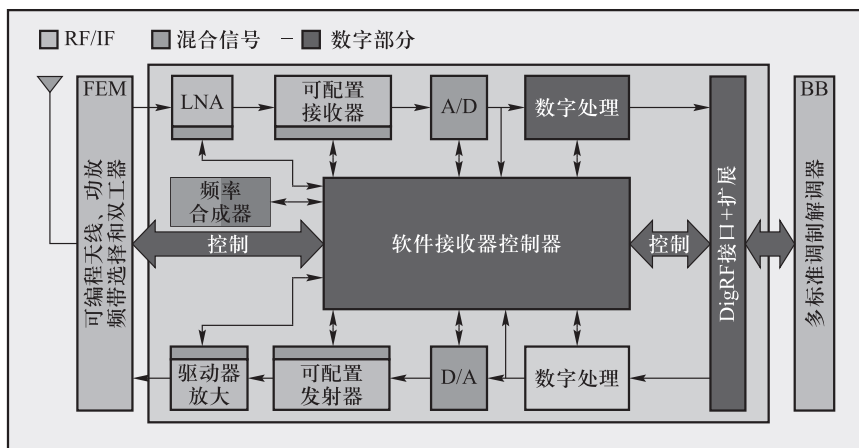 RF/IF
混合信号
数字部分
FEM
可编程天线、功放
频带选择和双工器
LNA
可配置
接收器
A/D
数字处理
BB
频率
合成器
控制
软件接收器控制器
控制
DigRF接口+扩展
多标准调制解调器
驱动器
放大
可配置
发射器
D/A
数字处理